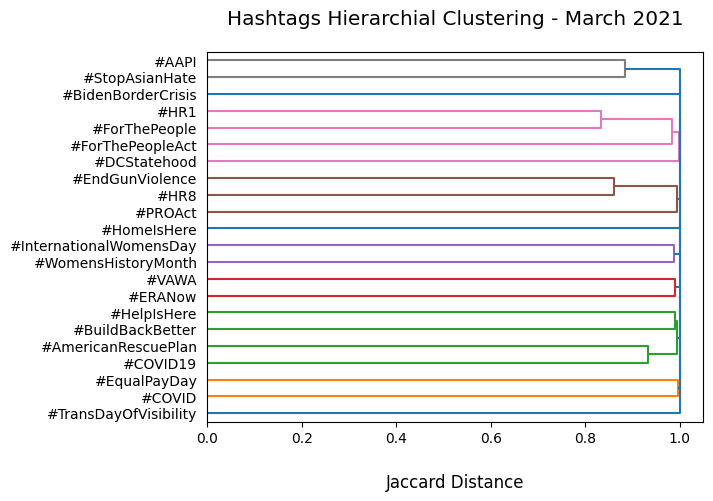 Hashtags Hierarchial Clustering - March 2021
#AAPI
#StopAsianHate
#BidenBorderCrisis
#HR1
#ForThePeople
#ForThePeopleAct
#DCStatehood
#EndGunViolence
#HR8
#PROAct
#HomeIsHere
#InternationalWomensDay
#WomensHistoryMonth
#VAWA
#ERANow
#HelpIsHere
#BuildBackBetter
#AmericanRescuePlan
#COVID19
#EqualPayDay
#COVID
#TransDayOfVisibility
0.0 0.2 0.4 0.6 0.8 1.0
Jaccard Distance